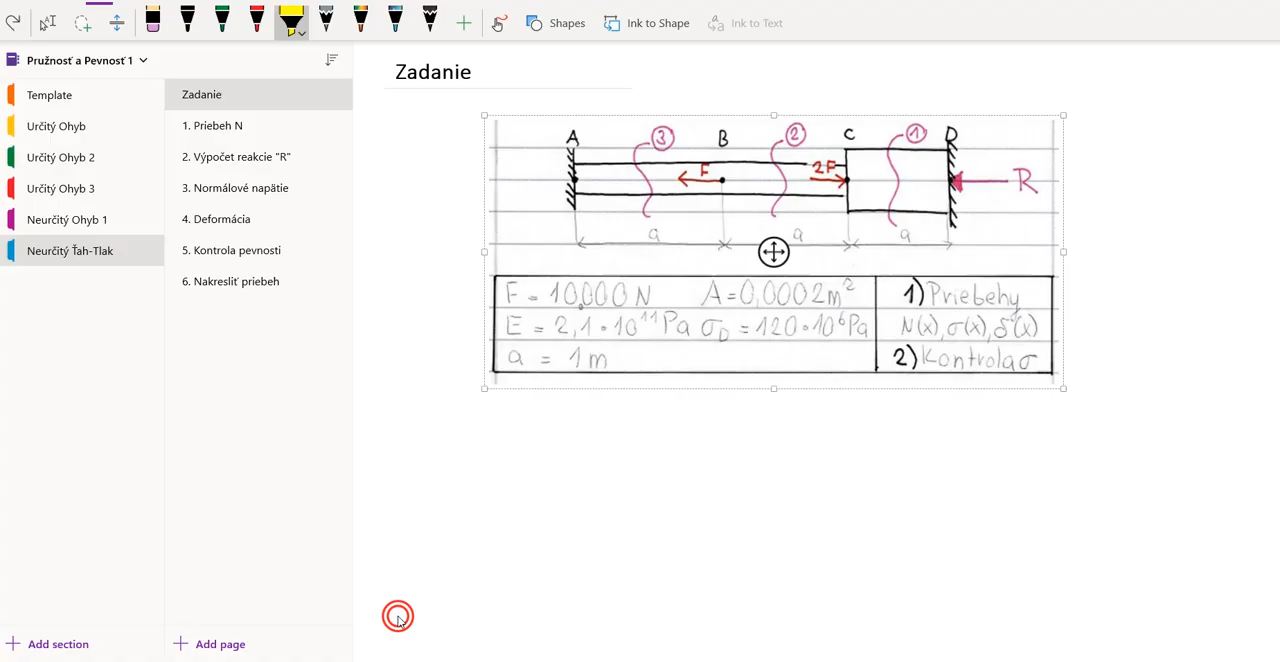 Shapes
Ink to Shape
Ink to Text
Pružnosť a Pevnosť 1
Template
Určitý Ohyb
Určitý Ohyb 2
Určitý Ohyb 3
Neurčitý Ohyb 1
Neurčitý Ťah-Tlak
Add section
Zadanie
1. Priebeh N
2. Výpočet reakcie "R"
3. Normálové napätie
4. Deformácia
5. Kontrola pevnosti
6. Nakresliť priebeh
Add page
Zadanie
A 3 B 2 C 1 D
F 2F R
a a a
F = 10,000 N A = 0,0002 m²
E = 2,1 · 10¹¹ Pa σD = 120 · 10⁶ Pa
a = 1 m
1) Priebehy
N(x), σ(x), δ(x)
2) Kontrola σ